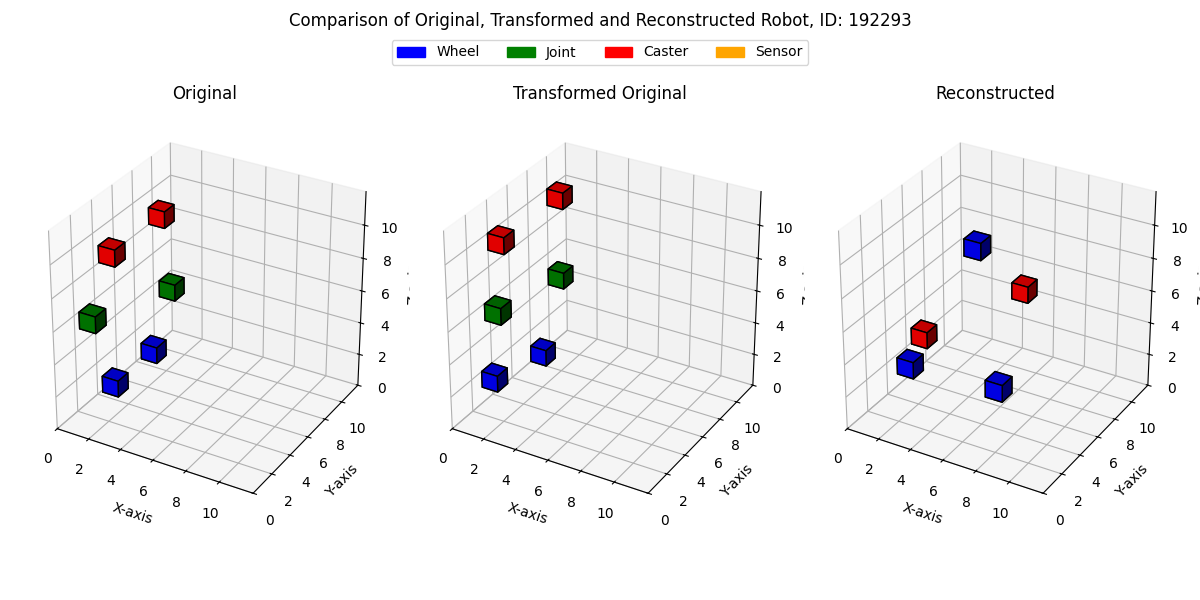 Comparison of Original, Transformed and Reconstructed Robot, ID: 192293
Wheel Joint Caster Sensor
Original Transformed Original Reconstructed
10 10 10
8 8 8
6 6 6
4 4 4
2 2 2
0 0 0
0 2 4 6 8 10 0 2 4 6 8 10 0 2 4 6 8 10
0 2 4 6 8 10 0 2 4 6 8 10 0 2 4 6 8 10
X-axis Y-axis X-axis Y-axis X-axis Y-axis